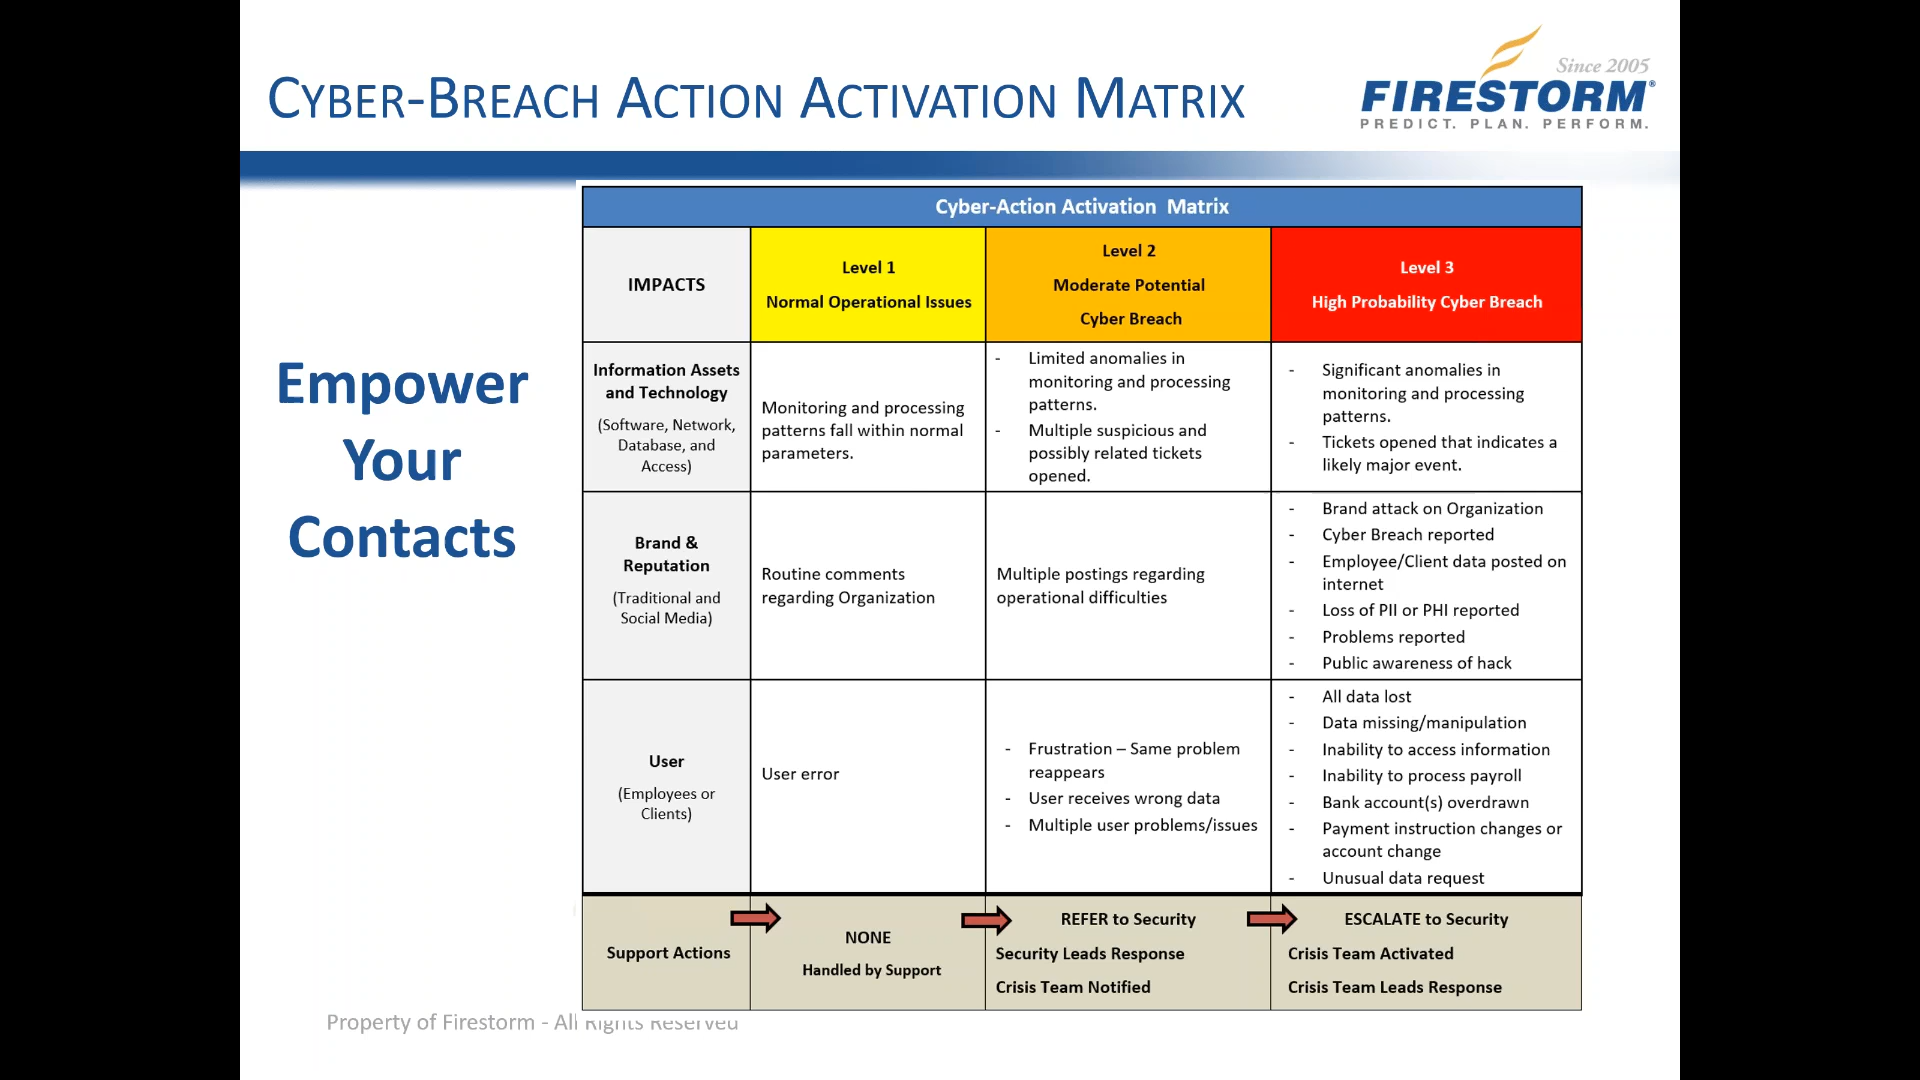 CYBER-BREACH ACTION ACTIVATION MATRIX
Since 2005
FIRESTORM®
PREDICT. PLAN. PERFORM.
Empower
Your
Contacts
Cyber-Action Activation Matrix
IMPACTS
Level 1
Normal Operational Issues
Level 2
Moderate Potential
Cyber Breach
Level 3
High Probability Cyber Breach
Information Assets
and Technology
(Software, Network,
Database, and
Access)
Monitoring and processing
patterns fall within normal
parameters.
- Limited anomalies in
monitoring and processing
patterns.
- Multiple suspicious and
possibly related tickets
opened.
- Significant anomalies in
monitoring and processing
patterns.
- Tickets opened that indicates a
likely major event.
Brand &
Reputation
(Traditional and
Social Media)
Routine comments
regarding Organization
Multiple postings regarding
operational difficulties
- Brand attack on Organization
- Cyber Breach reported
- Employee/Client data posted on
internet
- Loss of PII or PHI reported
- Problems reported
- Public awareness of hack
User
(Employees or
Clients)
User error
- Frustration – Same problem
reappears
- User receives wrong data
- Multiple user problems/issues
- All data lost
- Data missing/manipulation
- Inability to access information
- Inability to process payroll
- Bank account(s) overdrawn
- Payment instruction changes or
account change
- Unusual data request
Support Actions
NONE
Handled by Support
REFER to Security
Security Leads Response
Crisis Team Notified
ESCALATE to Security
Crisis Team Activated
Crisis Team Leads Response
Property of Firestorm - All Rights Reserved